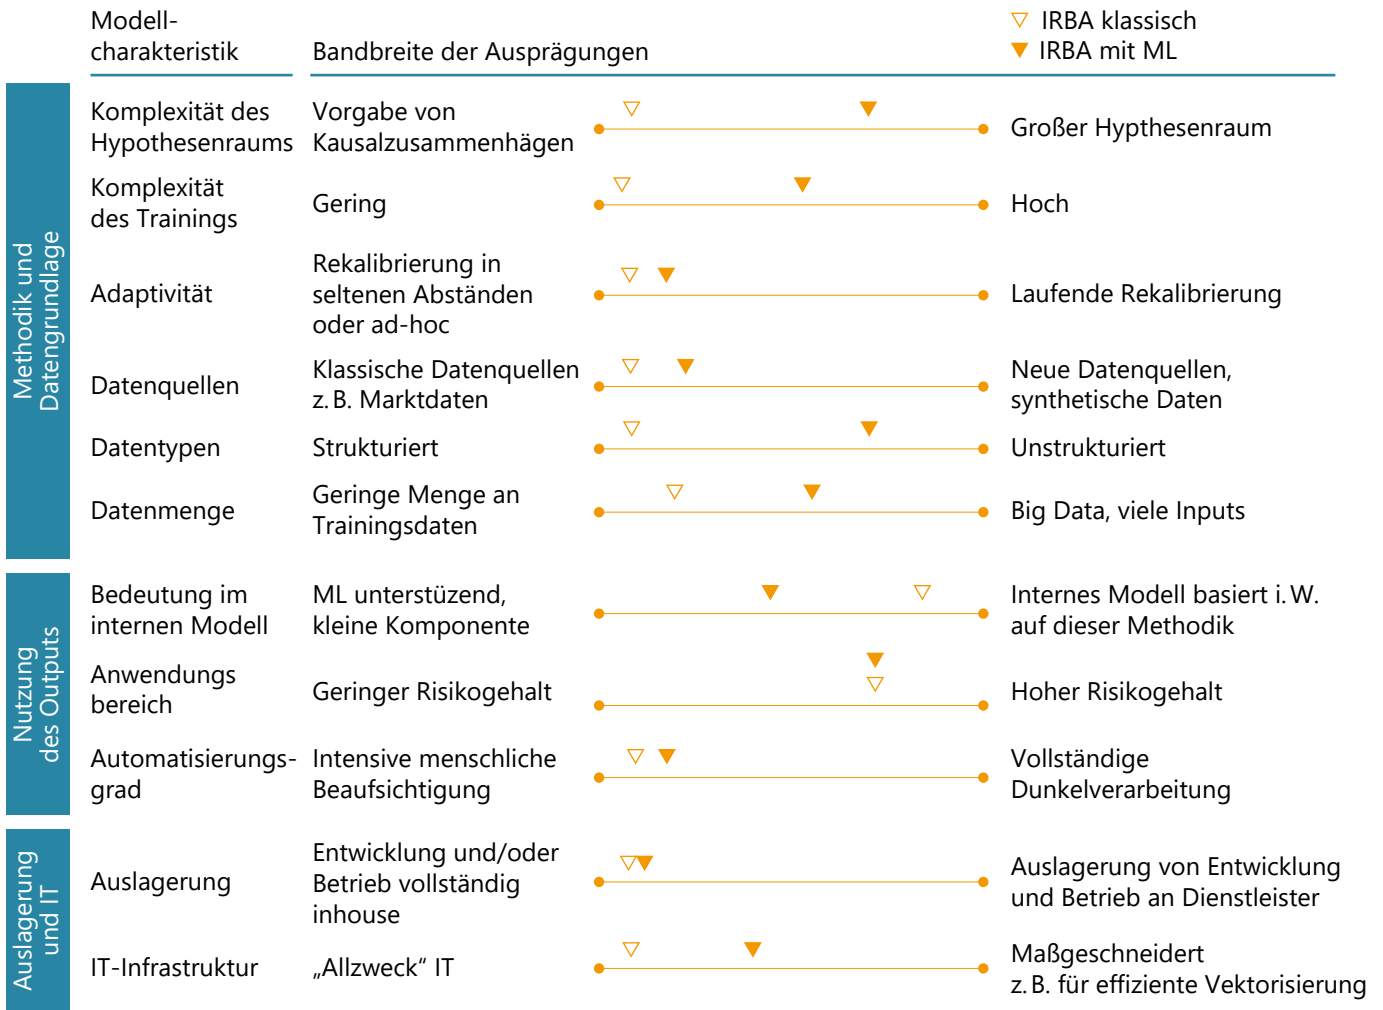 Modell-
charakteristik
Bandbreite der Ausprägungen
IRBA klassisch
IRBA mit ML
Methodik und
Datengrundlage
Komplexität des
Hypothesenraums
Vorgabe von
Kausalzusammenhägen
Großer Hypthesenraum
Komplexität
des Trainings
Gering
Hoch
Adaptivität
Rekalibrierung in
seltenen Abständen
oder ad-hoc
Laufende Rekalibrierung
Datenquellen
Klassische Datenquellen
z. B. Marktdaten
Neue Datenquellen,
synthetische Daten
Datentypen
Strukturiert
Unstrukturiert
Datenmenge
Geringe Menge an
Trainingsdaten
Big Data, viele Inputs
Nutzung
des Outputs
Bedeutung im
internen Modell
ML unterstüzend,
kleine Komponente
Internes Modell basiert i. W.
auf dieser Methodik
Anwendungs
bereich
Geringer Risikogehalt
Hoher Risikogehalt
Automatisierungs-
grad
Intensive menschliche
Beaufsichtigung
Vollständige
Dunkelverarbeitung
Auslagerung
und IT
Auslagerung
Entwicklung und/oder
Betrieb vollständig
inhouse
Auslagerung von Entwicklung
und Betrieb an Dienstleister
IT-Infrastruktur
„Allzweck“ IT
Maßgeschneidert
z. B. für effiziente Vektorisierung